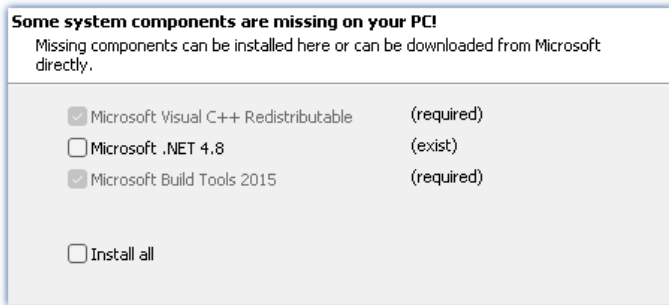 Some system components are missing on your PC!
Missing components can be installed here or can be downloaded from Microsoft
directly.
Microsoft Visual C++ Redistributable (required)
Microsoft .NET 4.8 (exist)
Microsoft Build Tools 2015 (required)
Install all